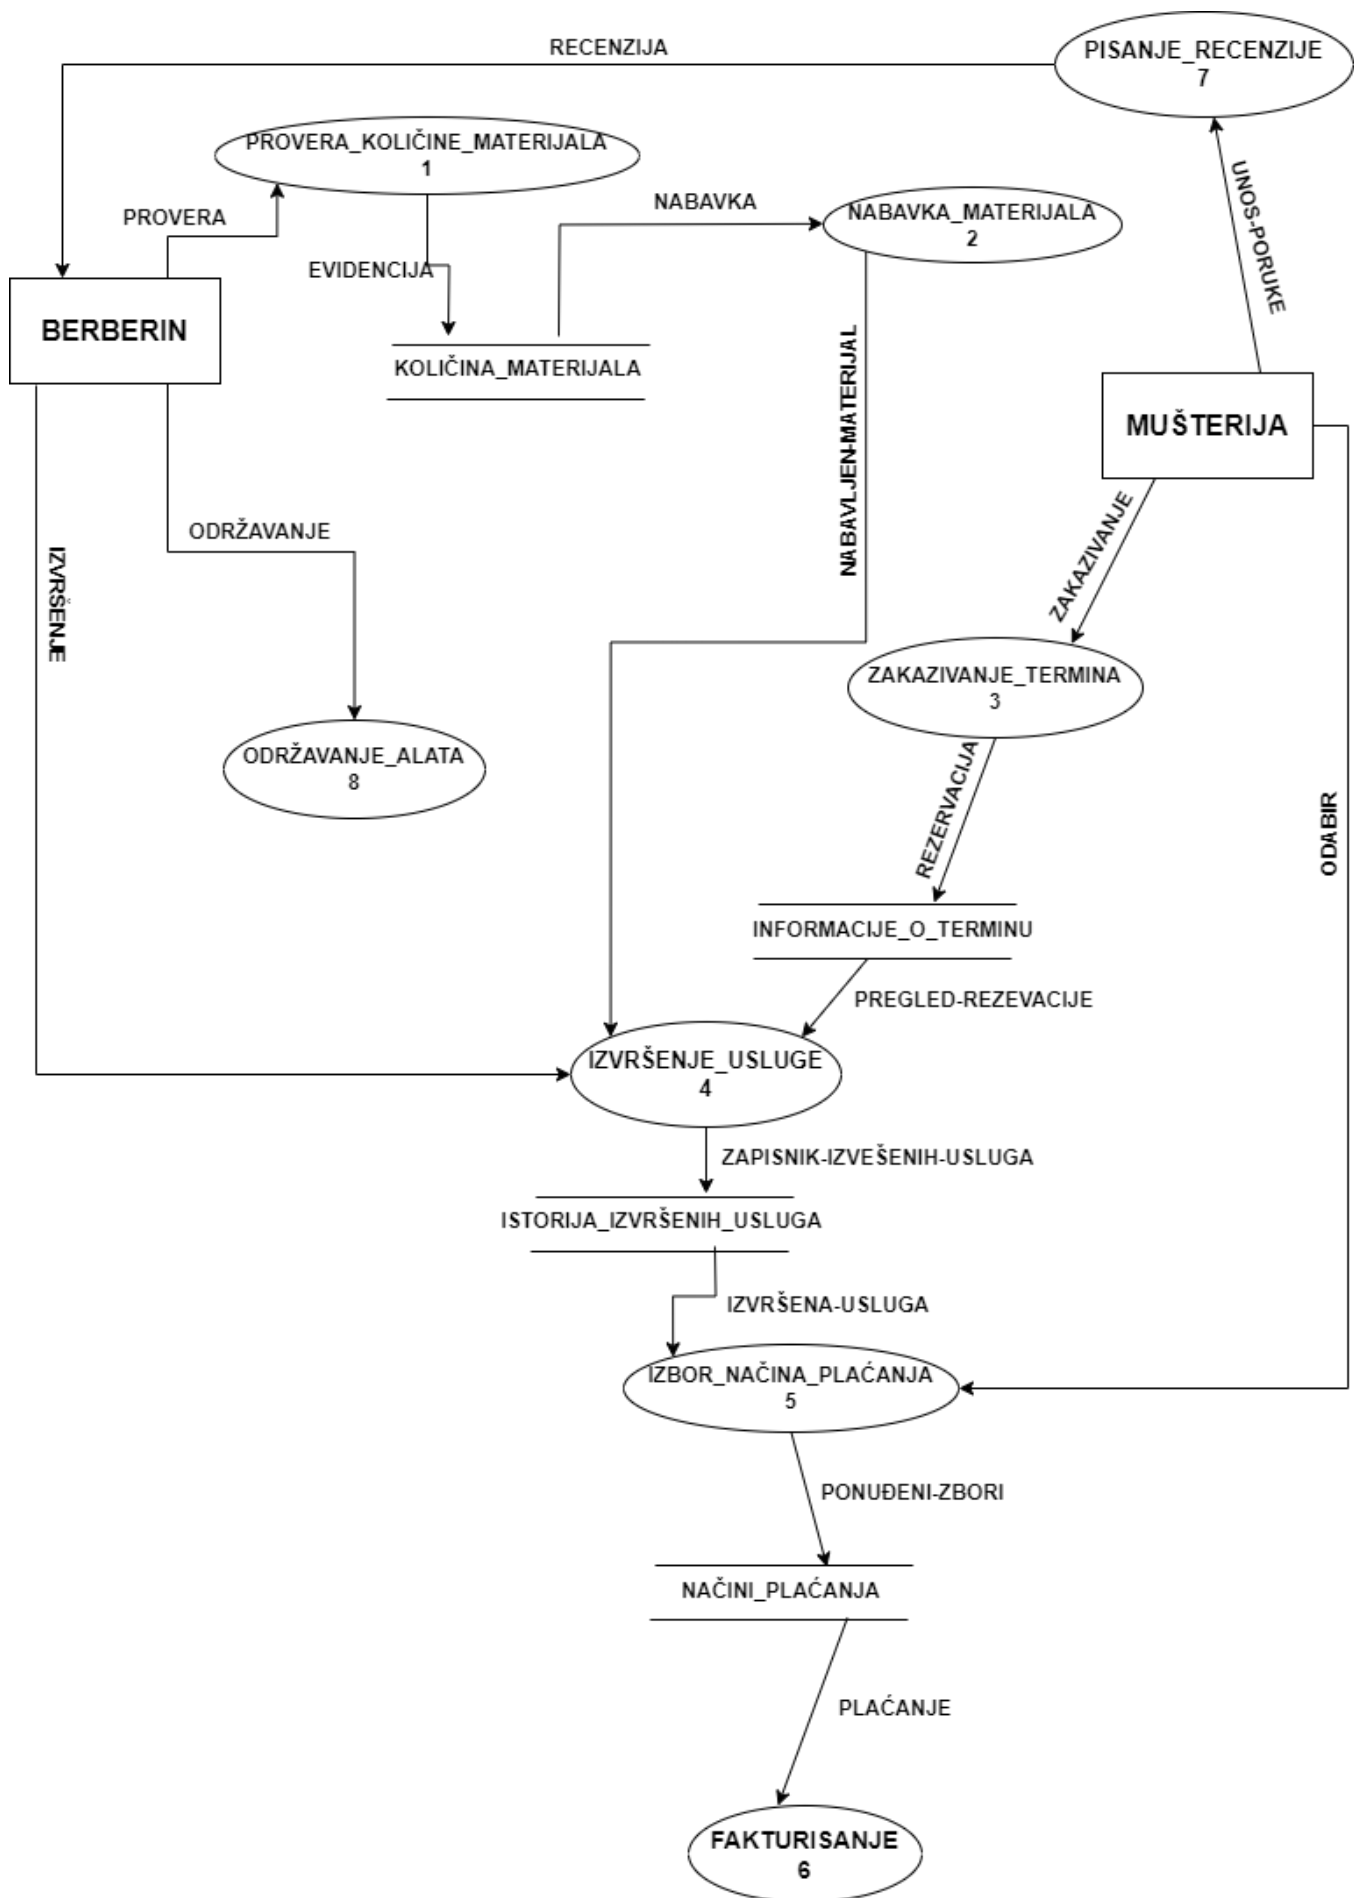 RECENZIJA
PISANJE_RECENZIJE
7
PROVERA_KOLIČINE_MATERIJALA
1
PROVERA
NABAVKA
NABAVKA_MATERIJALA
2
UNOS-PORUKE
EVIDENCIJA
BERBERIN
KOLIČINA_MATERIJALA
MUŠTERIJA
NABAVLJEN-MATERIJAL
ODRŽAVANJE
ZAKAZIVANJE
IZVRŠENJE
ZAKAZIVANJE_TERMINA
3
ODRŽAVANJE_ALATA
8
REZERVACIJA
ODABIR
INFORMACIJE_O_TERMINU
PREGLED-REZEVACIJE
IZVRŠENJE_USLUGE
4
ZAPISNIK-IZVEŠENIH-USLUGA
ISTORIJA_IZVRŠENIH_USLUGA
IZVRŠENA-USLUGA
IZBOR_NAČINA_PLAĆANJA
5
PONUĐENI-ZBORI
NAČINI_PLAĆANJA
PLAĆANJE
FAKTURISANJE
6